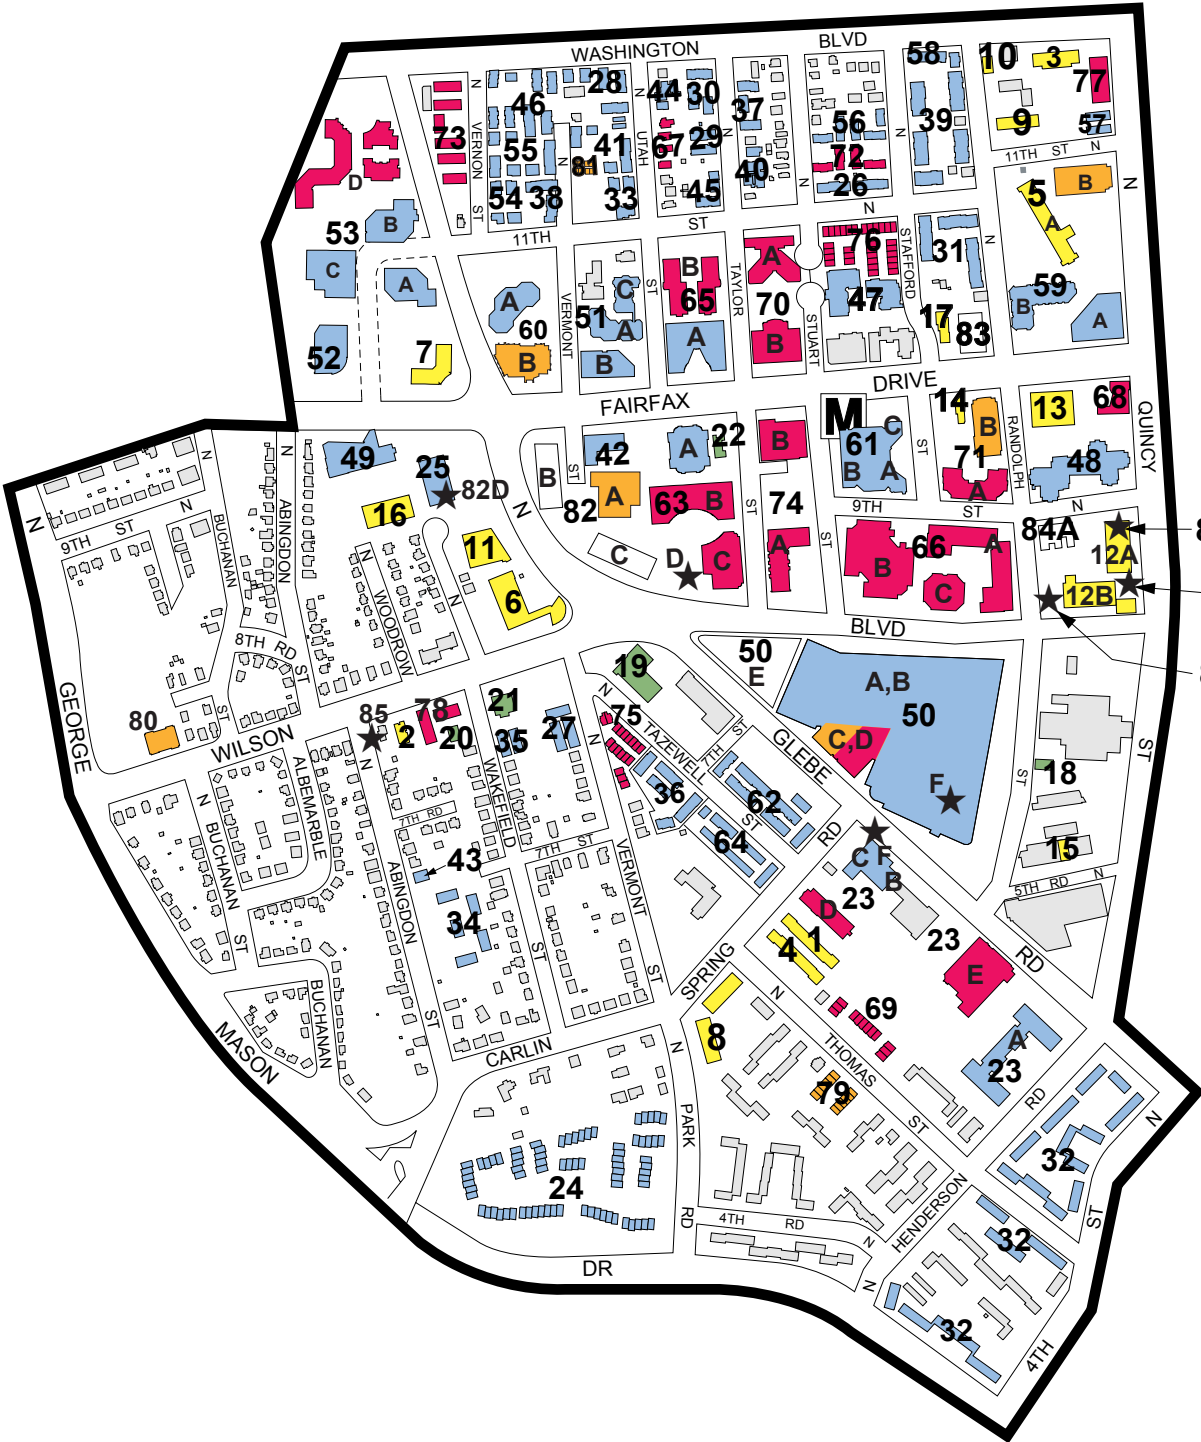 WASHINGTON
BLVD
58
10
3
77
28
44
30
N
46
37
N
39
9
57
73
VERNON
UTAH
67
29
56
N
N
55
41
N
81
72
11TH
ST
N
D
40
26
B
N
54
38
33
45
N
5
A
ST
B
53
11TH
ST
N
76
STAFFORD
31
N
C
A
A
B
ST
TAYLOR
A
59
C
65
47
B
A
60
VERMONT
51
A
A
70
STUART
17
83
52
7
B
B
B
DRIVE
FAIRFAX
M
14
13
68
QUINCY
22
B
C
B
RANDOLPH
N
49
25
42
A
61
ST
71
48
82D
B
ST
B
A
A
N
ABINGDON
16
N
82
A
63
B
ST
74
9TH
ST
N
N
ST
N
BUCHANAN
84A
9TH
11
C
D
C
A
ST
B
66
A
12A
N
WOODROW
N
6
C
12B
8TH
RD
ST
BLVD
GEORGE
19
50
E
A,B
50
80
ST
85
78
21
N
75
TAZEWELL
7TH
ST
GLEBE
C,D
WILSON
N
2
20
35
27
N
ST
ALBEMARLE
WAKEFIELD
36
62
F
ST
18
N
BUCHANAN
7TH
RD
ST
64
RD
C
F
15
43
7TH
ST
VERMONT
B
5TH
RD
N
ABINGDON
23
D
34
1
4
23
ST
ST
ST
SPRING
RD
E
BUCHANAN
N
69
MASON
ST
CARLIN
8
N
THOMAS
A
23
79
RD
PARK
ST
N
32
24
HENDERSON
RD
4TH
RD
N
ST
32
DR
N
32
4TH